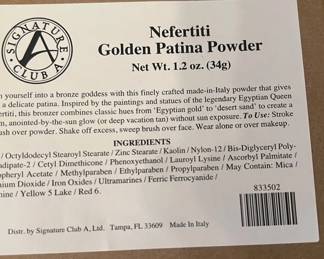 SIGNATURE
A
CLUB A
Nefertiti
Golden Patina Powder
Net Wt. 1.2 oz. (34g)
yourself into a bronze goddess with this finely crafted made-in-Italy powder that gives
a delicate patina. Inspired by the paintings and statues of the legendary Egyptian Queen
this bronzer combines classic hues from 'Egyptian gold' to 'desert sand' to create a
anointed-by-the-sun glow (or deep vacation tan) without sun exposure. To Use: Stroke
over powder. Shake off excess, sweep brush over face. Wear alone or over makeup.
INGREDIENTS
/ Octyldodecyl Stearoyl Stearate / Zinc Stearate / Kaolin / Nylon-12 / Bis-Diglyceryl Poly-
dipate-2 / Cetyl Dimethicone / Phenoxyethanol / Lauroyl Lysine / Ascorbyl Palmitate /
pheryl Acetate / Methylparaben / Ethylparaben / Propylparaben / May Contain: Mica /
nium Dioxide / Iron Oxides / Ultramarines / Ferric Ferrocyanide /
mine / Yellow 5 Lake / Red 6.
833502
Distr. by Signature Club A, Ltd. Tampa, FL 33609 Made In Italy